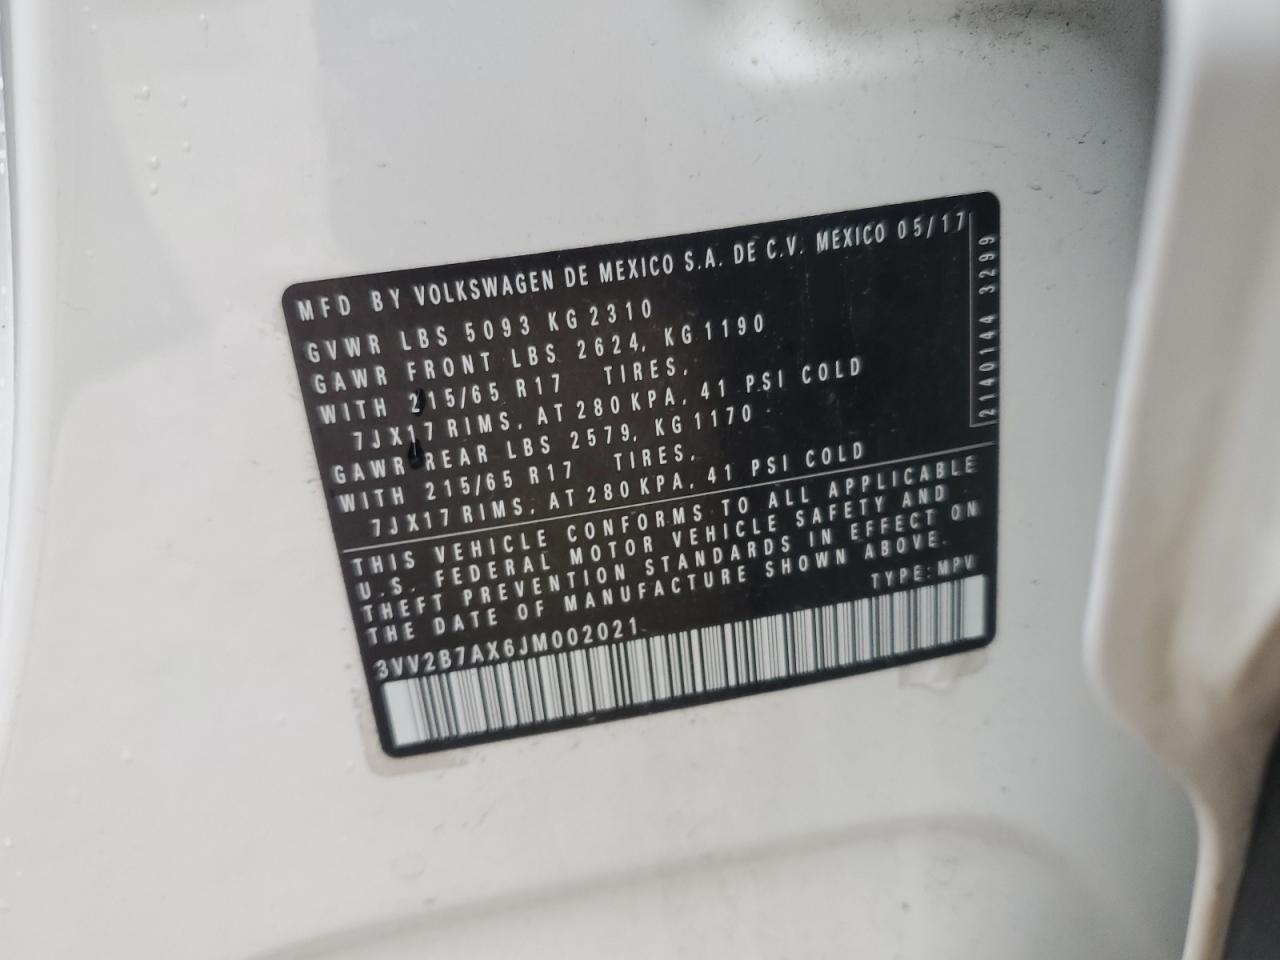 MFD BY VOLKSWAGEN DE MEXICO S.A. DE C.V. MEXICO 05/17
GVWR LBS 5093 KG 2310
GAWR FRONT LBS 2624, KG 1190
WITH 215/65 R17 TIRES,
7JX17 RIMS, AT 280 KPA, 41 PSI COLD
GAWR REAR LBS 2579, KG 1170
WITH 215/65 R17 TIRES,
7JX17 RIMS, AT 280 KPA, 41 PSI COLD
2140144 3299
THIS VEHICLE CONFORMS TO ALL APPLICABLE
U.S. FEDERAL MOTOR VEHICLE SAFETY AND
THEFT PREVENTION STANDARDS IN EFFECT ON
THE DATE OF MANUFACTURE SHOWN ABOVE.
TYPE: MPV
3VV2B7AX6JM002021